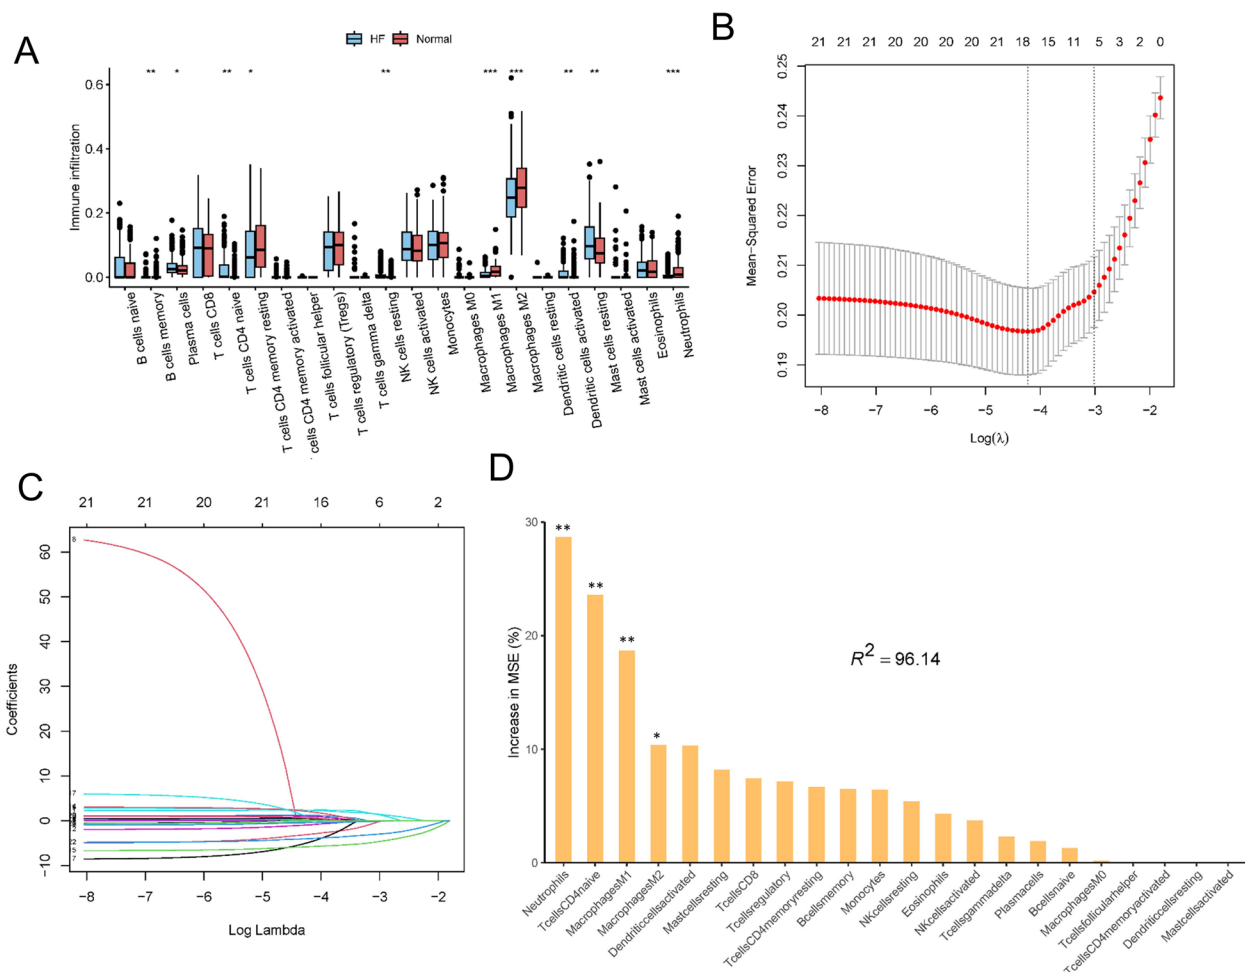 A
HF Normal
** * ** * ** *** *** ** ** ***
Immune infiltration
0.6
0.4
0.2
0.0
B cells naive
B cells memory
Plasma cells
T cells CD8
T cells CD4 naive
T cells CD4 memory resting
T cells CD4 memory activated
cells CD4 memory helper
T cells follicular helper
T cells regulatory (Tregs)
T cells gamma delta
NK cells resting
NK cells activated
Monocytes
Macrophages M0
Macrophages M1
Macrophages M2
Dendritic cells resting
Dendritic cells activated
Mast cells resting
Mast cells activated
Eosinophils
Neutrophils
B
21 21 21 20 20 20 20 21 18 15 11 5 3 2 0
Mean−Squared Error
0.25
0.24
0.23
0.22
0.21
0.20
0.19
−8 −7 −6 −5 −4 −3 −2
Log(λ)
C
21 21 20 21 16 6 2
Coefficients
60
50
40
30
20
10
0
−10
−8 −7 −6 −5 −4 −3 −2
Log Lambda
D
Increase in MSE (%)
30
20
10
0
** ** ** *
R² = 96.14
Neutrophils
TcellsCD4naive
MacrophagesM1
MacrophagesM2
Dendriticcellsactivated
Mastcellsresting
TcellsCD8
Tcellsregulatory
TcellsCD4memoryresting
Bcellsmemory
Monocytes
NKcellsresting
Eosinophils
NKcellsactivated
Tcellsgammadelta
Plasmacells
Bcellsnaive
MacrophagesM0
Tcellsfollicularhelper
TcellsCD4memoryactivated
Dendriticcellsresting
Mastcellsactivated